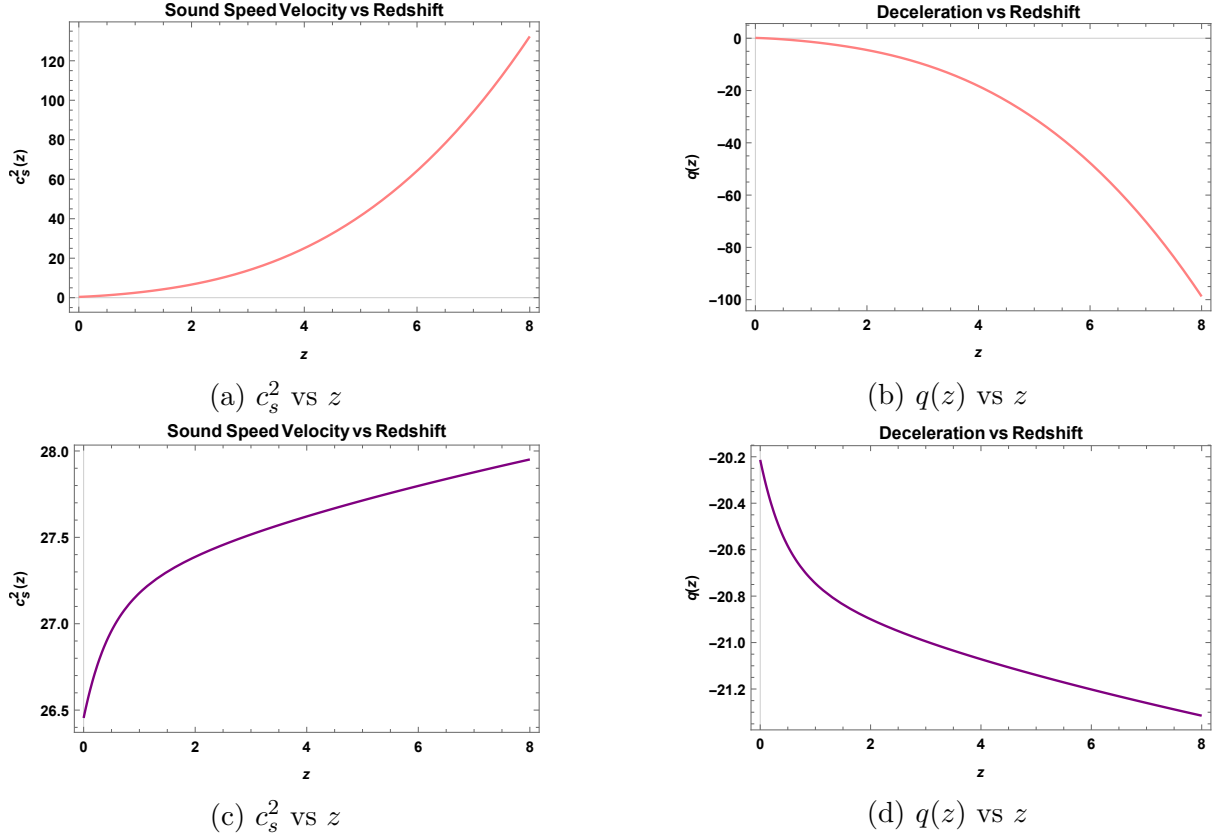 Sound Speed Velocity vs Redshift
c_s^2(z)
120
100
80
60
40
20
0
0 2 4 6 8
z
(a) c_s^2 vs z
Deceleration vs Redshift
q(z)
0
−20
−40
−60
−80
−100
0 2 4 6 8
z
(b) q(z) vs z
Sound Speed Velocity vs Redshift
c_s^2(z)
28.0
27.5
27.0
26.5
0 2 4 6 8
z
(c) c_s^2 vs z
Deceleration vs Redshift
q(z)
−20.2
−20.4
−20.6
−20.8
−21.0
−21.2
0 2 4 6 8
z
(d) q(z) vs z